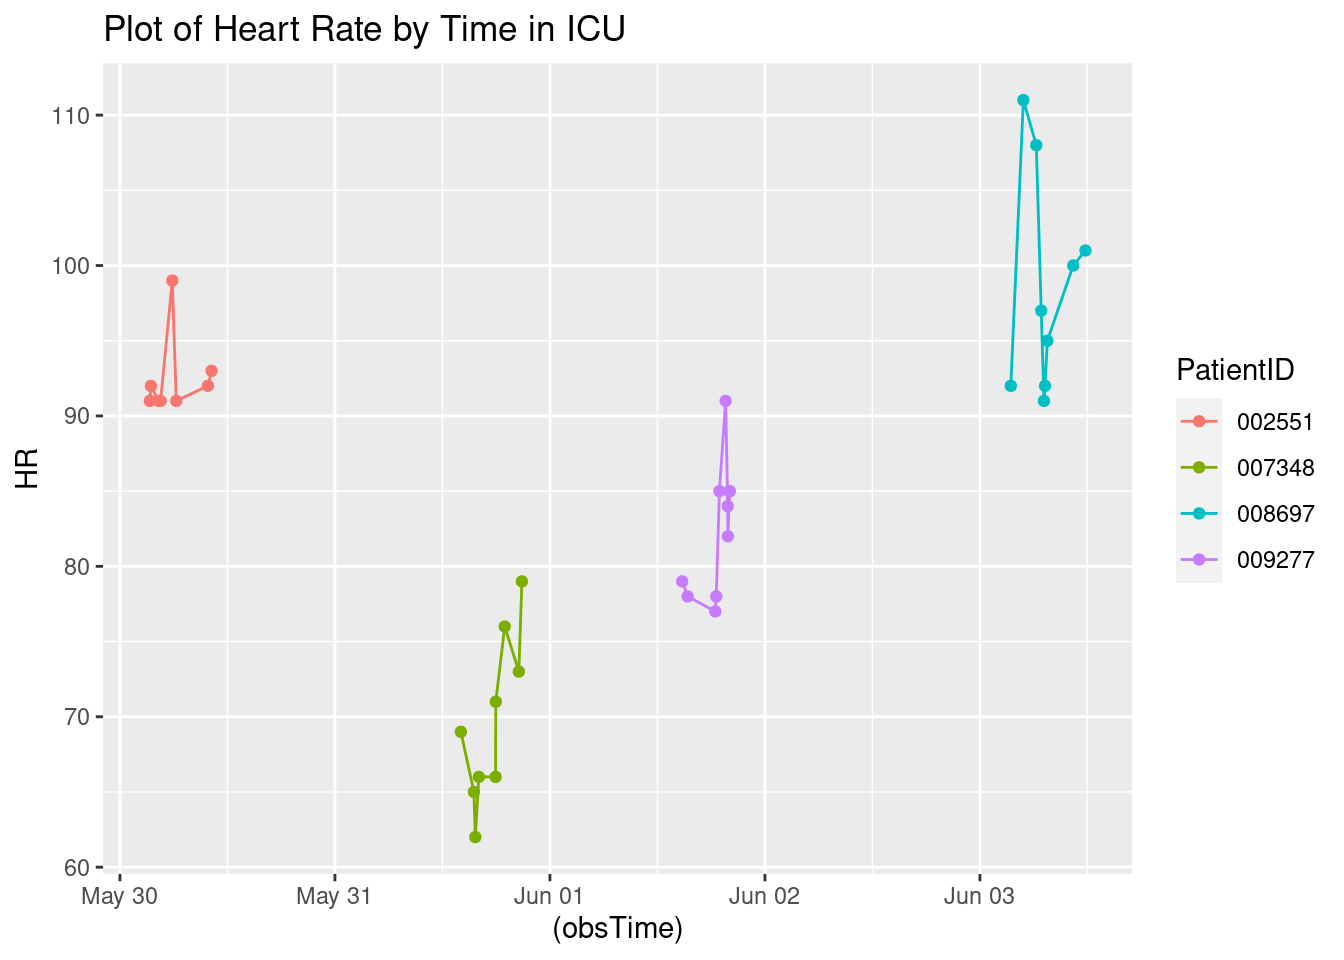 Plot of Heart Rate by Time in ICU
110
100
90
80
70
60
HR
May 30
May 31
Jun 01
Jun 02
Jun 03
(obsTime)
PatientID
002551
007348
008697
009277